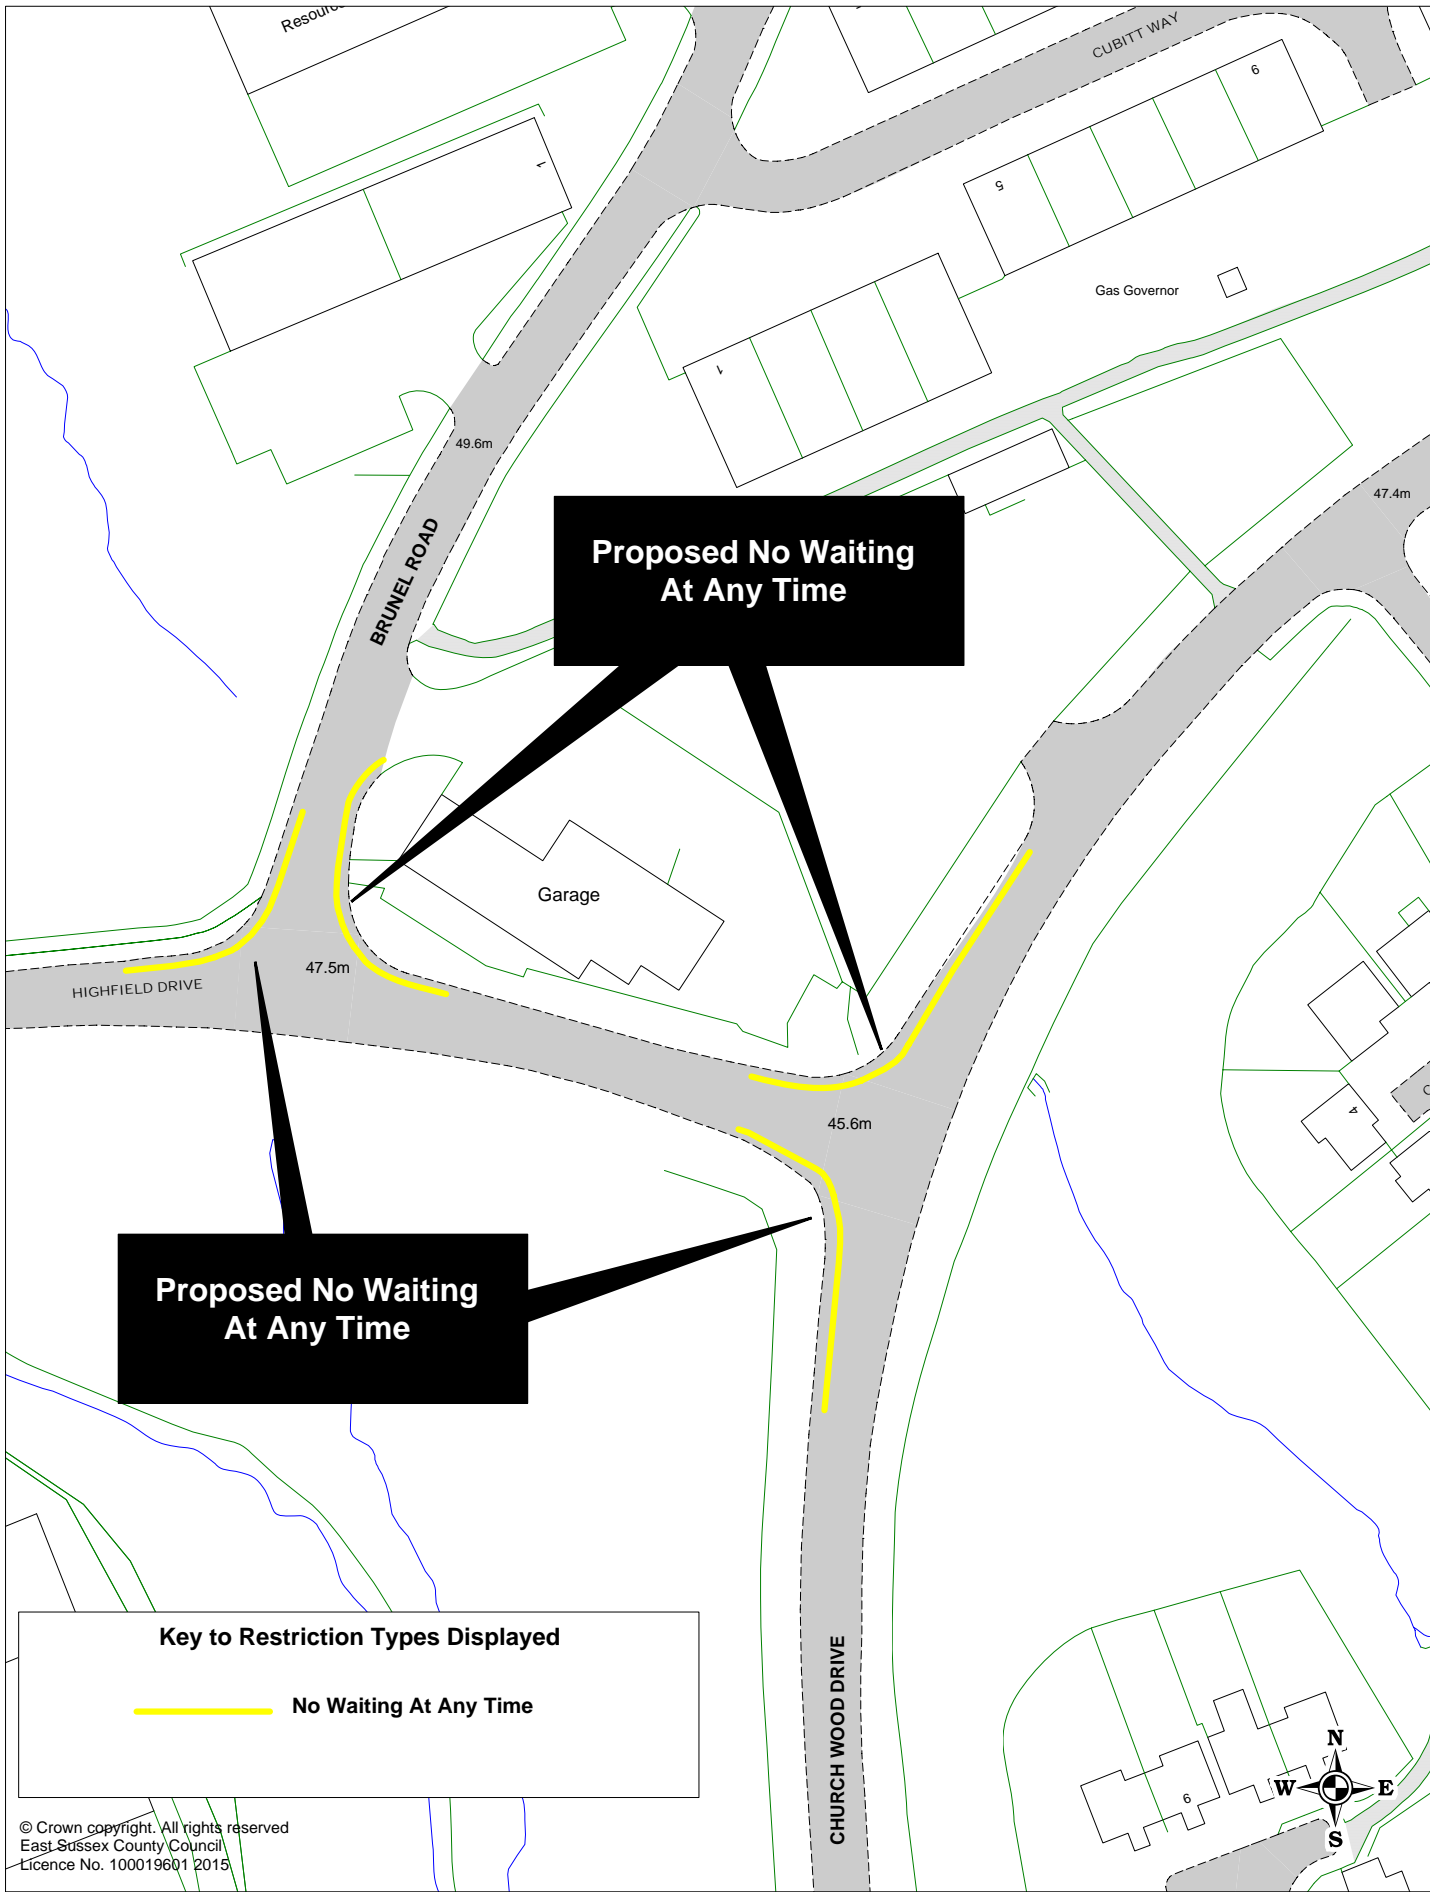 CUBITT WAY
9
1
5
Gas Governor
1
49.6m
47.4m
BRUNEL ROAD
Proposed No Waiting
At Any Time
Garage
47.5m
HIGHFIELD DRIVE
45.6m
4
Proposed No Waiting
At Any Time
Key to Restriction Types Displayed
No Waiting At Any Time
CHURCH WOOD DRIVE
N
W
E
S
9
© Crown copyright. All rights reserved
East Sussex County Council
Licence No. 100019601 2015